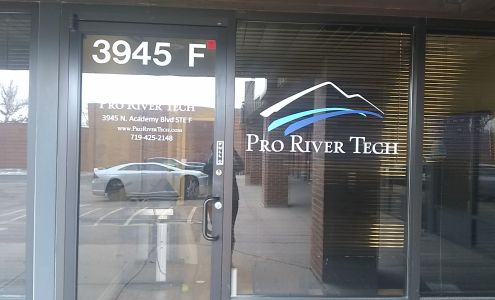 3945 F
PRO RIVER TECH
3945 N. Academy Blvd STE F
www.ProRiverTech.com
719-425-2148
PRO RIVER TECH